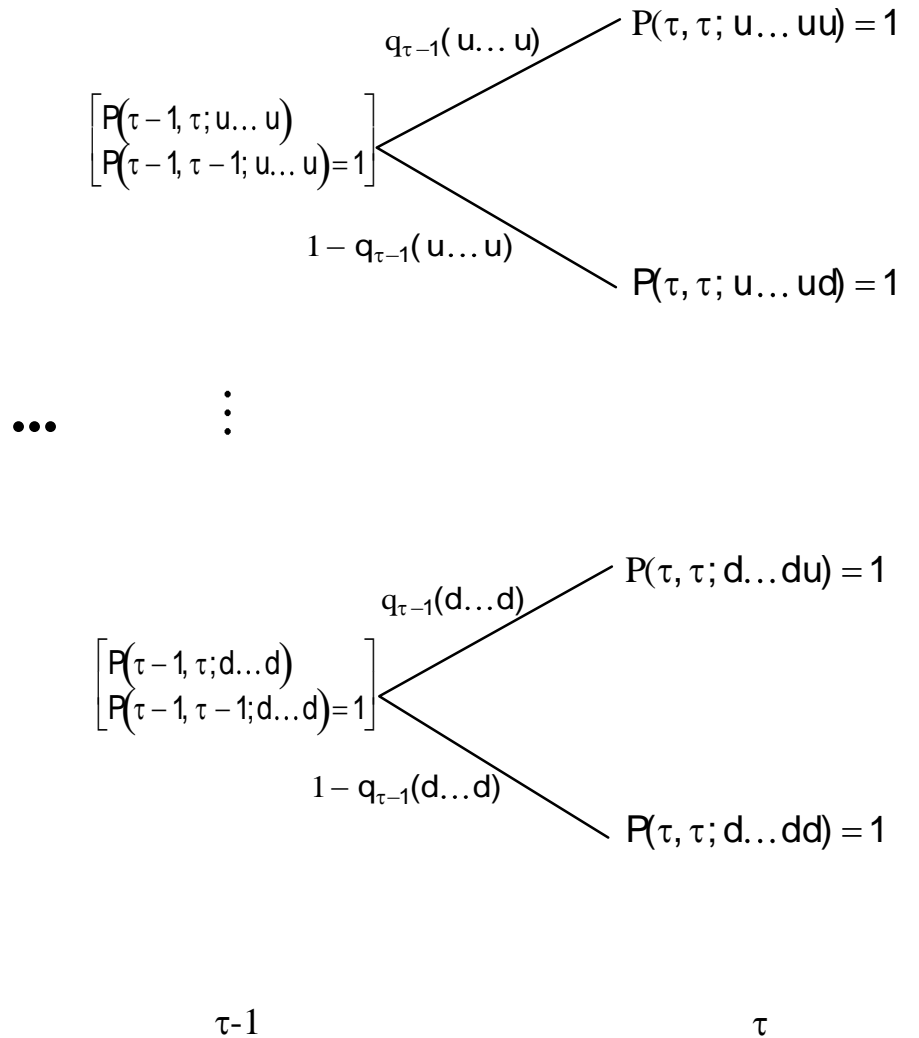 q_{τ−1}(u… u)
P(τ, τ; u… uu) = 1
P(τ − 1, τ; u… u)
P(τ − 1, τ − 1; u… u) = 1
1 − q_{τ−1}(u… u)
P(τ, τ; u… ud) = 1
••• ⋮
q_{τ−1}(d…d)
P(τ, τ; d…du) = 1
P(τ − 1, τ; d…d)
P(τ − 1, τ − 1; d…d) = 1
1 − q_{τ−1}(d…d)
P(τ, τ; d…dd) = 1
τ-1 τ